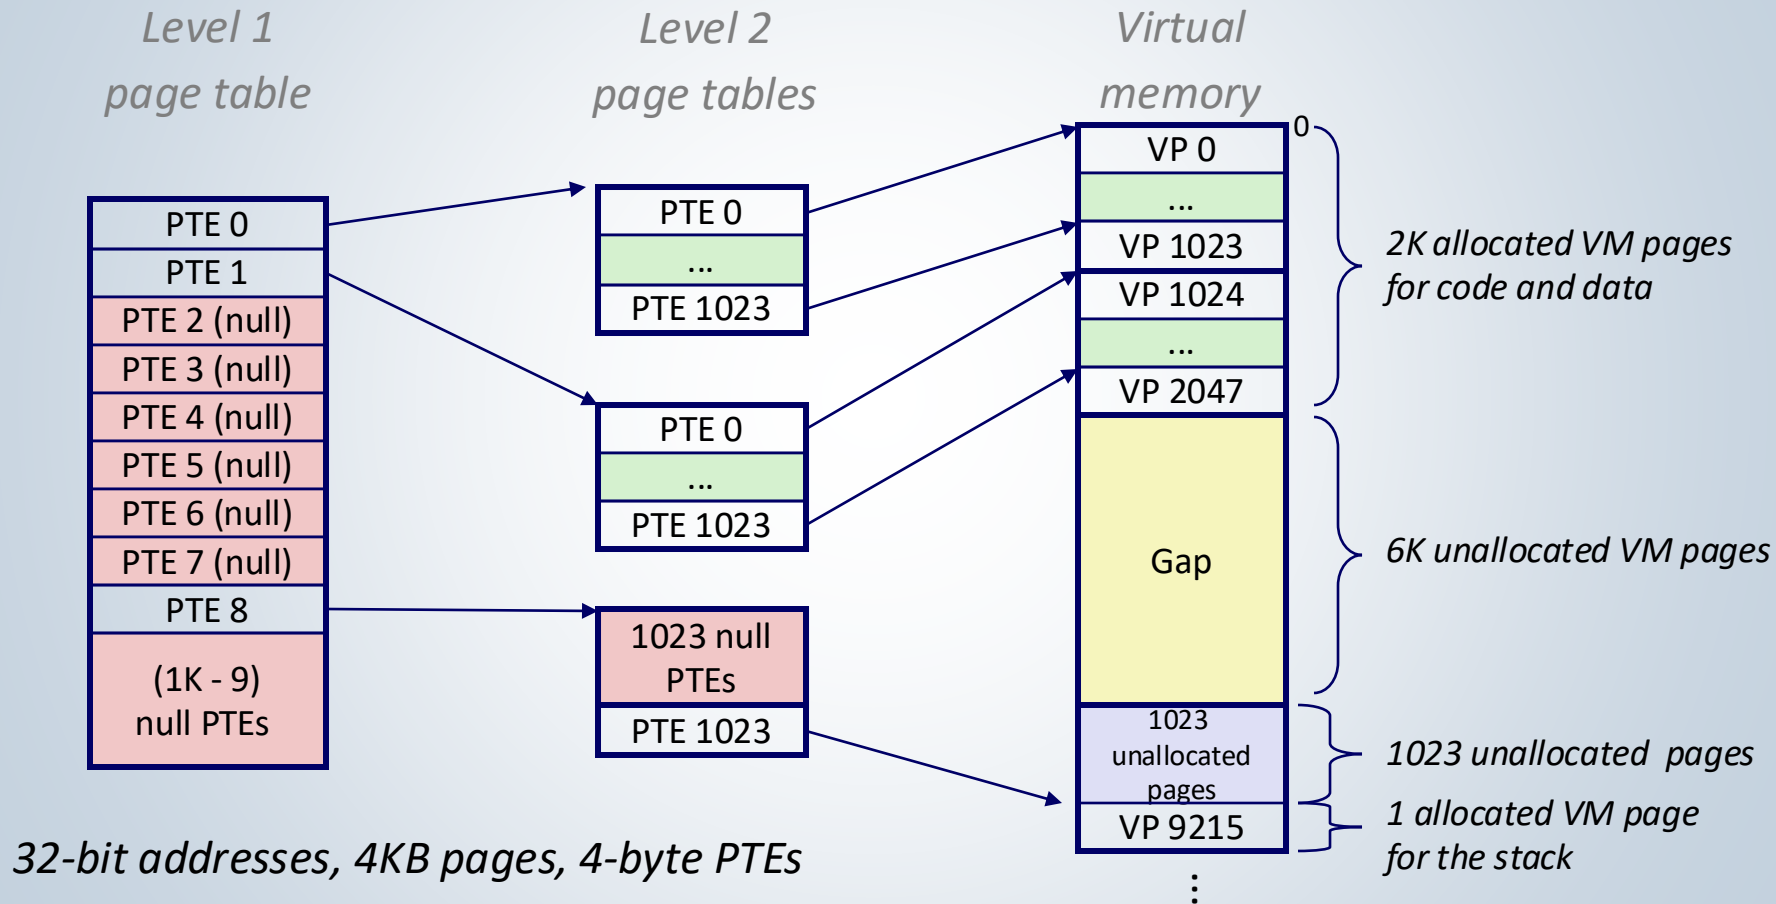 Level 1
page table
Level 2
page tables
Virtual
memory
PTE 0
PTE 1
PTE 2 (null)
PTE 3 (null)
PTE 4 (null)
PTE 5 (null)
PTE 6 (null)
PTE 7 (null)
PTE 8
(1K - 9)
null PTEs
PTE 0
...
PTE 1023
PTE 0
...
PTE 1023
1023 null
PTEs
PTE 1023
0
VP 0
...
VP 1023
VP 1024
...
VP 2047
Gap
1023
unallocated
pages
VP 9215
...
2K allocated VM pages
for code and data
6K unallocated VM pages
1023 unallocated pages
1 allocated VM page
for the stack
32-bit addresses, 4KB pages, 4-byte PTEs